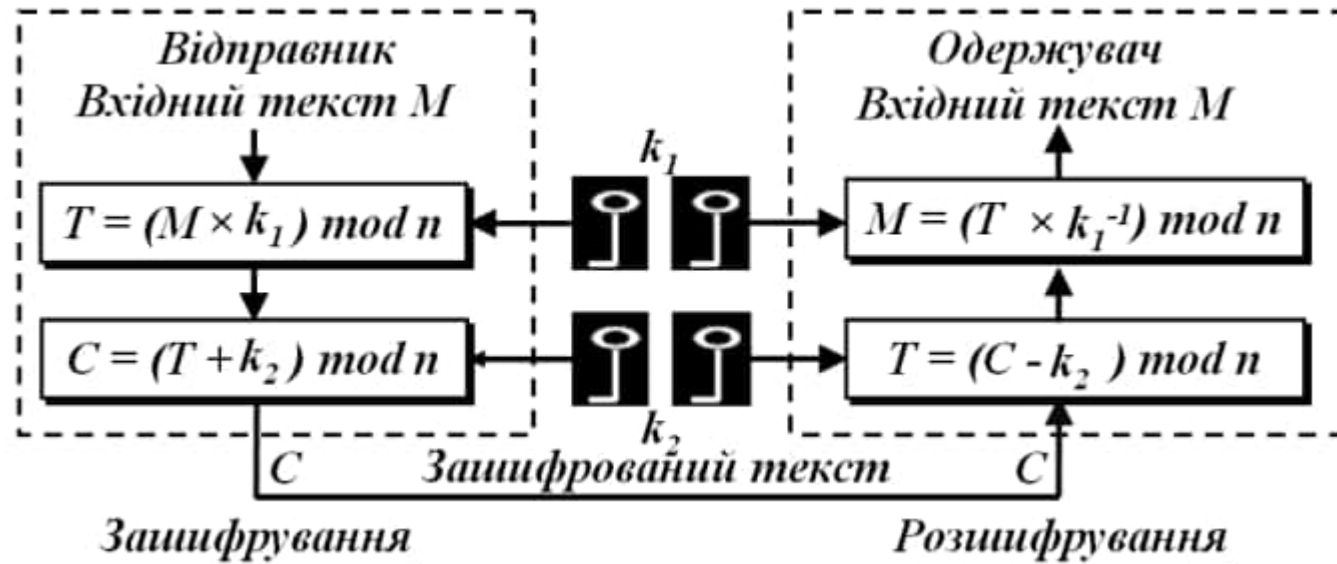 Відправник
Вхідний текст M
T = (M × k₁) mod n
C = (T + k₂) mod n
k₁
k₂
Одержувач
Вхідний текст M
M = (T × k₁⁻¹) mod n
T = (C - k₂) mod n
C Зашифрований текст C
Зашифрування
Розшифрування